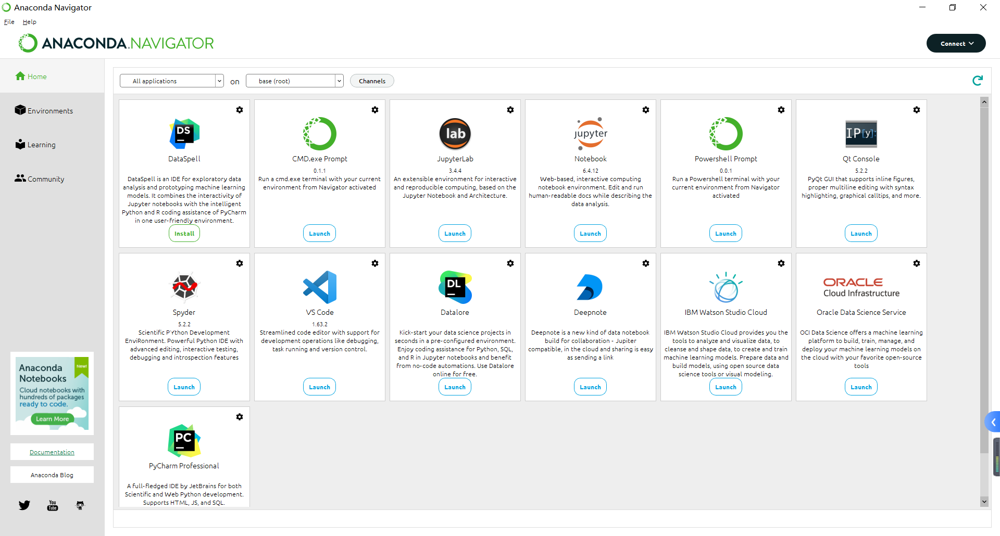 Anaconda Navigator
File Help
ANACONDA.NAVIGATOR
Connect
Home
Environments
Learning
Community
Anaconda
Notebooks
New!
Cloud notebooks with
hundreds of packages
ready to code.
Learn More
Documentation
Anaconda Blog
You
Tube
All applications on base (root) Channels
DS
DataSpell
DataSpell is an IDE for exploratory data
analysis and prototyping machine learning
models. It combines the interactivity of
Jupyter notebooks with the intelligent
Python and R coding assistance of PyCharm
in one user-friendly environment.
Install
CMD.exe Prompt
0.1.1
Run a cmd.exe terminal with your current
environment from Navigator activated
Launch
lab
JupyterLab
3.4.4
An extensible environment for interactive
and reproducible computing, based on the
Jupyter Notebook and Architecture.
Launch
jupyter
Notebook
6.4.12
Web-based, interactive computing
notebook environment. Edit and run
human-readable docs while describing the
data analysis.
Launch
Powershell Prompt
0.0.1
Run a Powershell terminal with your
current environment from Navigator
activated
Launch
IP[y]:
Qt Console
5.2.2
PyQt GUI that supports inline figures,
proper multiline editing with syntax
highlighting, graphical calltips, and more.
Launch
Spyder
5.2.2
Scientific PYthon Development
EnviRonment. Powerful Python IDE with
advanced editing, interactive testing,
debugging and introspection features
Launch
VS Code
1.63.2
Streamlined code editor with support for
development operations like debugging,
task running and version control.
Launch
DL
Datalore
Kick-start your data science projects in
seconds in a pre-configured environment.
Enjoy coding assistance for Python, SQL,
and R in Jupyter notebooks and benefit
from no-code automations. Use Datalore
online for free.
Launch
Deepnote
Deepnote is a new kind of data notebook
build for collaboration - Jupiter
compatible, in the cloud and sharing is easy
as sending a link
Launch
IBM Watson Studio Cloud
IBM Watson Studio Cloud provides you the
tools to analyze and visualize data, to
cleanse and shape data, to create and train
machine learning models. Prepare data and
build models, using open source data
science tools or visual modeling.
Launch
ORACLE
Cloud Infrastructure
Oracle Data Science Service
OCI Data Science offers a machine learning
platform to build, train, manage, and
deploy your machine learning models on
the cloud with your favorite open-source
tools
Launch
PC
PyCharm Professional
A full-fledged IDE by JetBrains for both
Scientific and Web Python development.
Supports HTML, JS, and SQL.